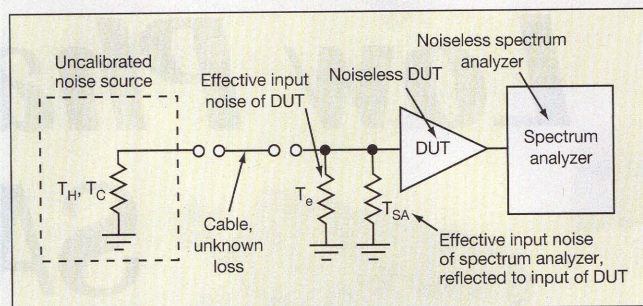 Uncalibrated
noise source
Effective input
noise of DUT
Noiseless DUT
Noiseless spectrum
analyzer
DUT
Spectrum
analyzer
T_H, T_C
Cable,
unknown
loss
T_e
T_SA
Effective input noise
of spectrum analyzer,
reflected to input of DUT